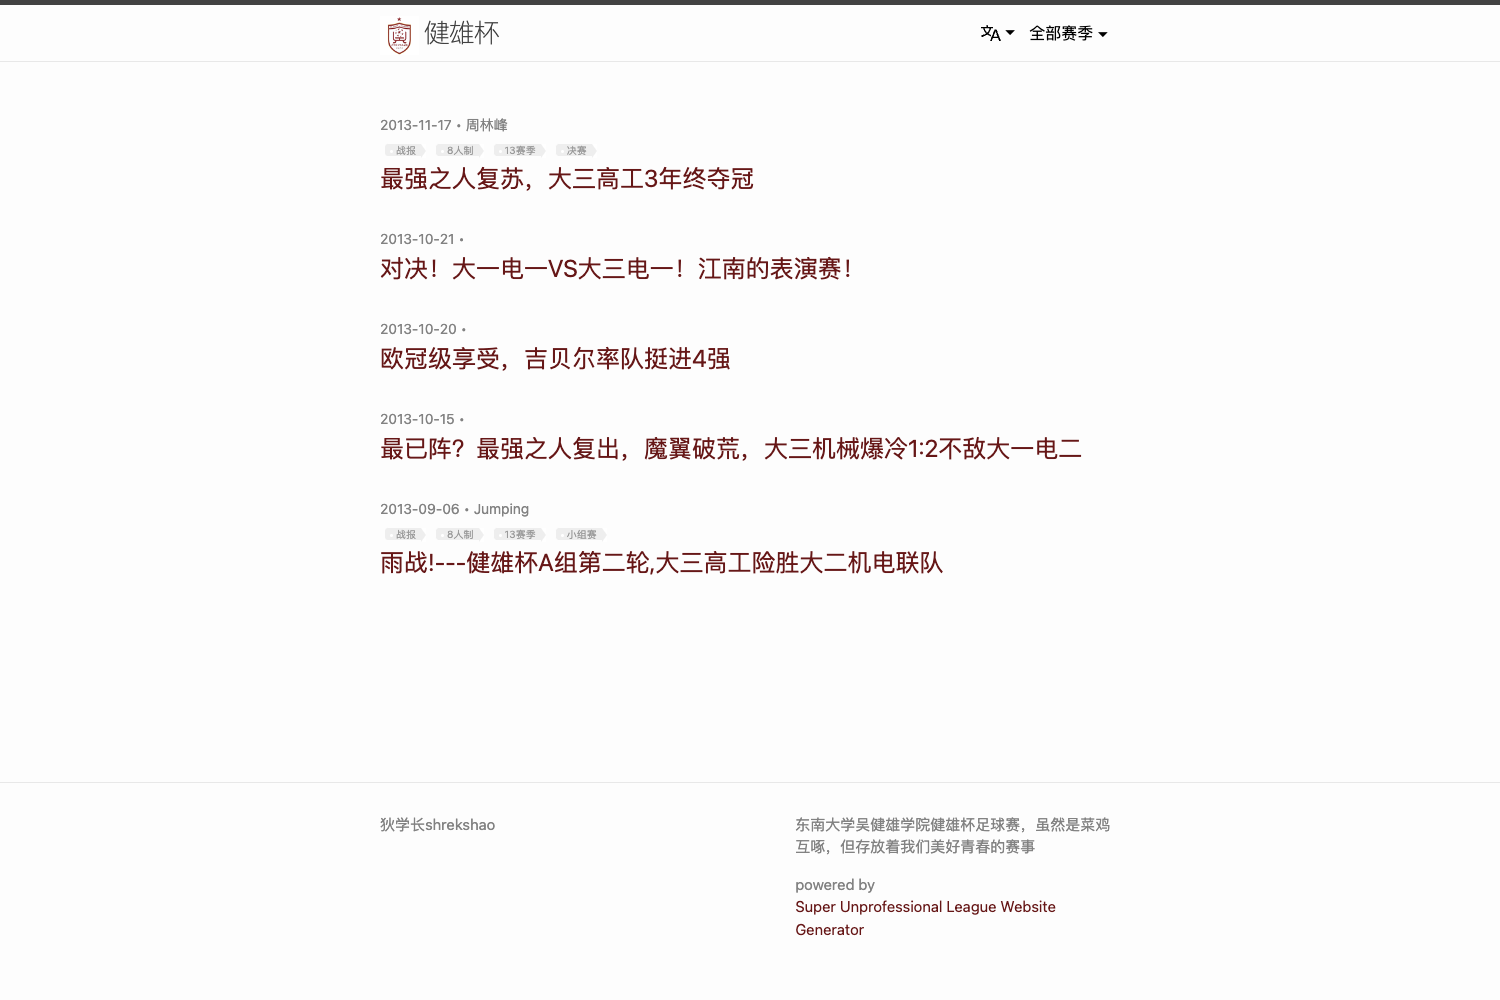 健雄杯
文A
全部赛季
2013-11-17 • 周林峰
战报 8人制 13赛季 决赛
最强之人复苏，大三高工3年终夺冠
2013-10-21 •
对决！大一电一VS大三电一！江南的表演赛！
2013-10-20 •
欧冠级享受，吉贝尔率队挺进4强
2013-10-15 •
最已阵？最强之人复出，魔翼破荒，大三机械爆冷1:2不敌大一电二
2013-09-06 • Jumping
战报 8人制 13赛季 小组赛
雨战!---健雄杯A组第二轮,大三高工险胜大二机电联队
狄学长shrekshao
东南大学吴健雄学院健雄杯足球赛，虽然是菜鸡
互啄，但存放着我们美好青春的赛事
powered by
Super Unprofessional League Website
Generator